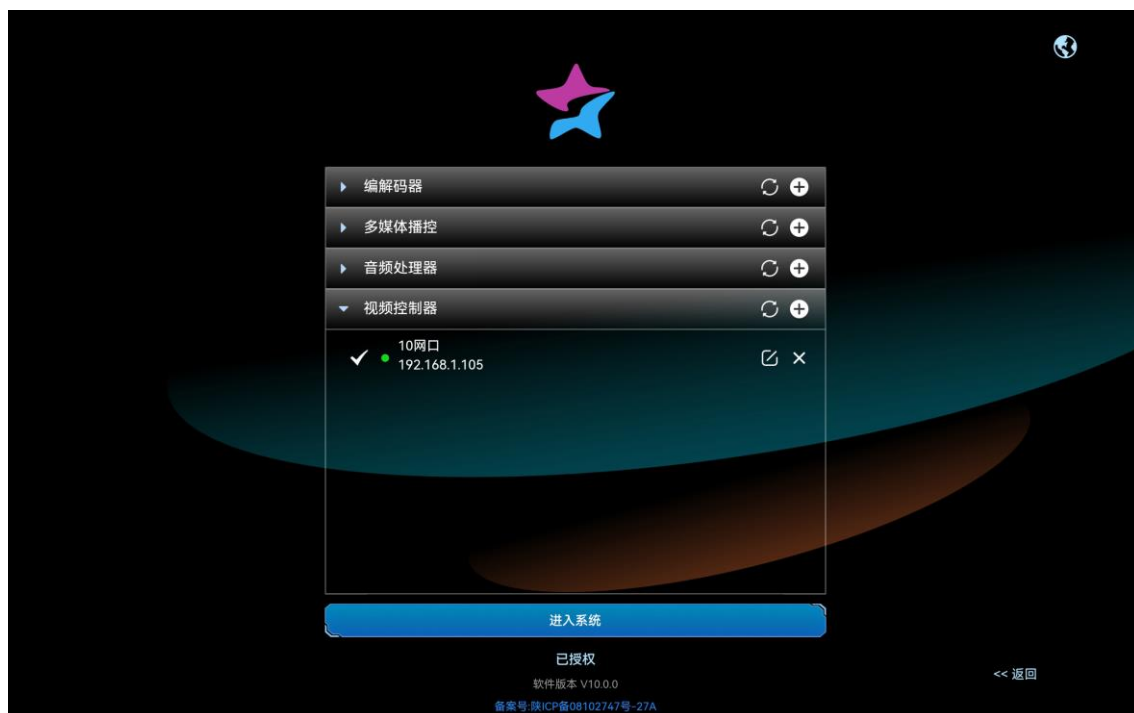 编解码器
多媒体播控
音频处理器
视频控制器
10网口
192.168.1.105
进入系统
已授权
软件版本 V10.0.0
<< 返回
备案号:陕ICP备08102747号-27A